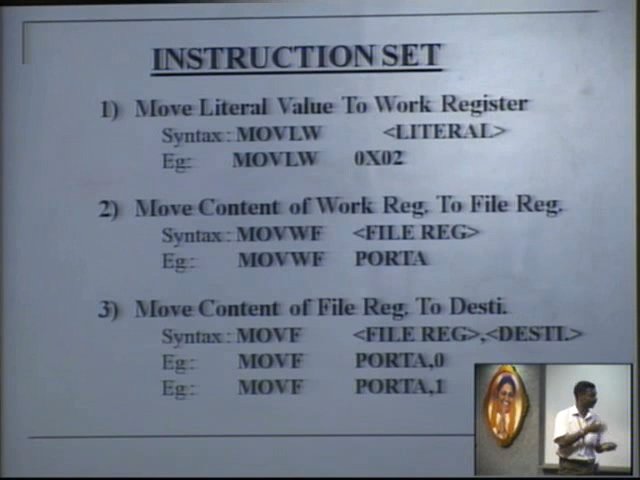 INSTRUCTION SET
1) Move Literal Value To Work Register
Syntax: MOVLW <LITERAL>
Eg: MOVLW 0X02
2) Move Content of Work Reg. To File Reg.
Syntax: MOVWF <FILE REG>
Eg: MOVWF PORTA
3) Move Content of File Reg. To Desti.
Syntax: MOVF <FILE REG>,<DESTI.>
Eg: MOVF PORTA,0
Eg: MOVF PORTA,1